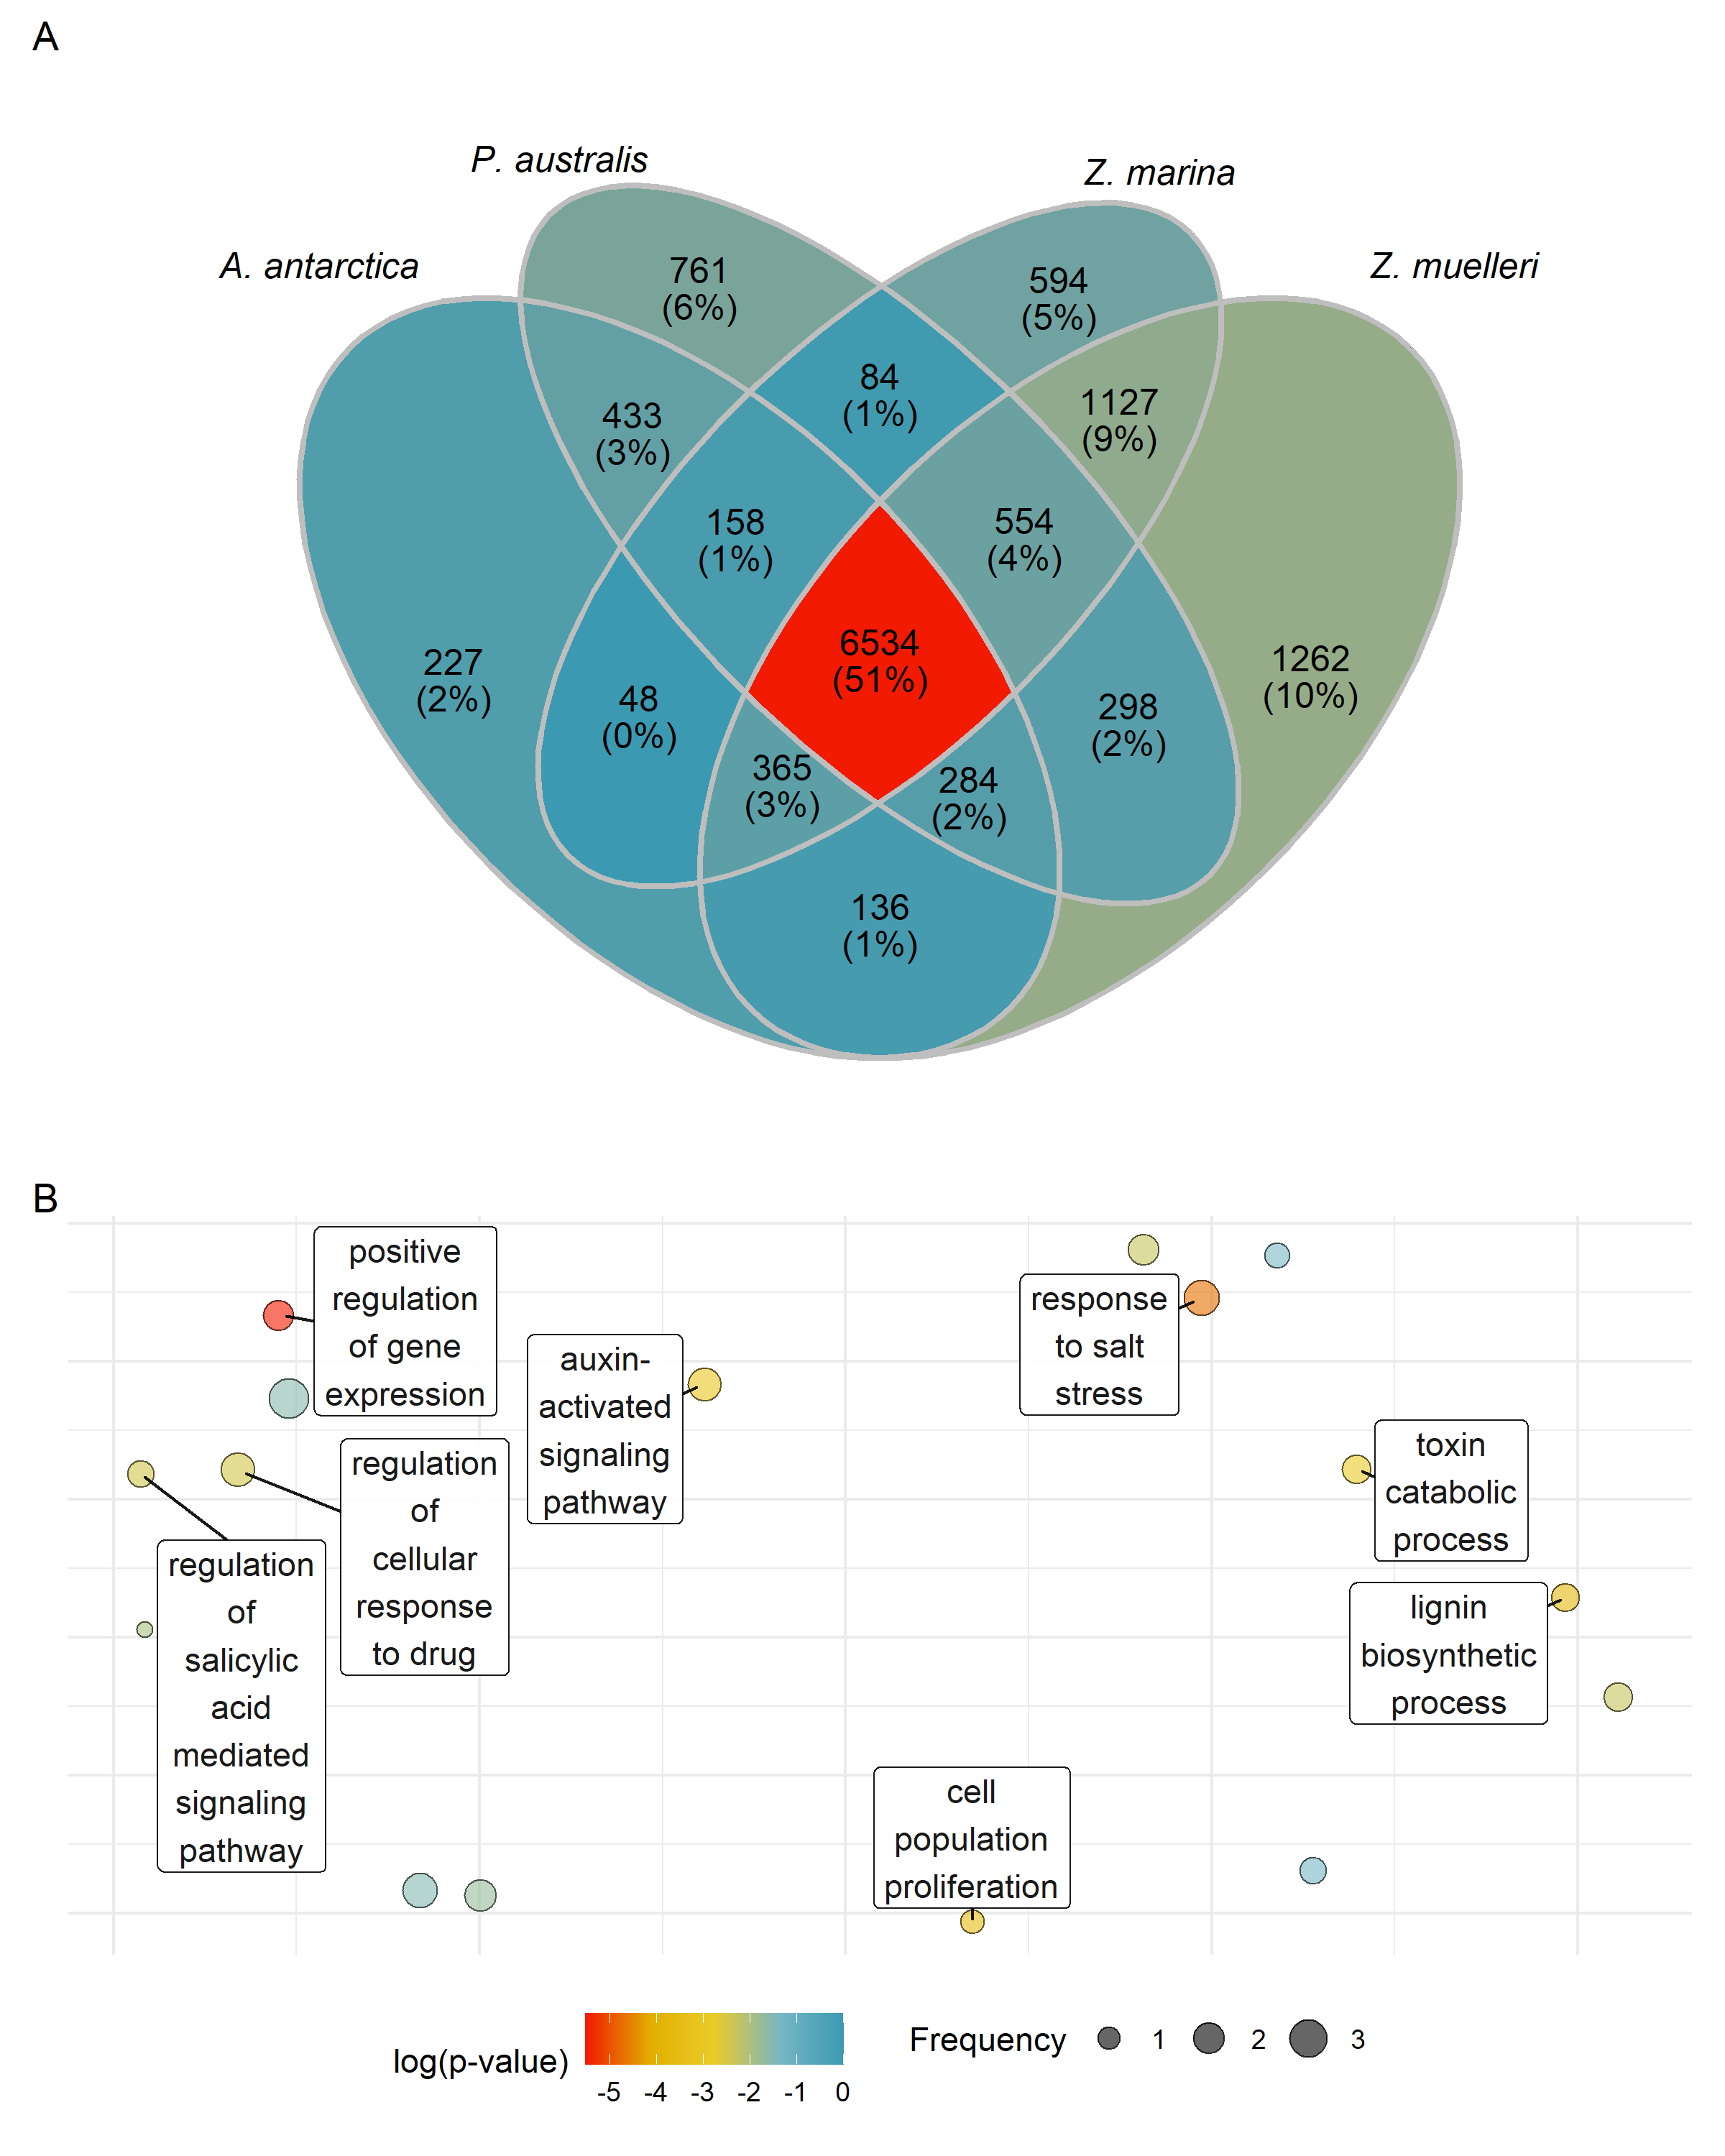 A
P. australis
Z. marina
A. antarctica
Z. muelleri
761
(6%)
594
(5%)
84
(1%)
433
(3%)
1127
(9%)
158
(1%)
554
(4%)
6534
(51%)
227
(2%)
48
(0%)
298
(2%)
1262
(10%)
365
(3%)
284
(2%)
136
(1%)
B
positive
regulation
of gene
expression
auxin-
activated
signaling
pathway
response
to salt
stress
regulation
of
cellular
response
to drug
toxin
catabolic
process
regulation
of
salicylic
acid
mediated
signaling
pathway
lignin
biosynthetic
process
cell
population
proliferation
log(p-value)
-5 -4 -3 -2 -1 0
Frequency 1 2 3